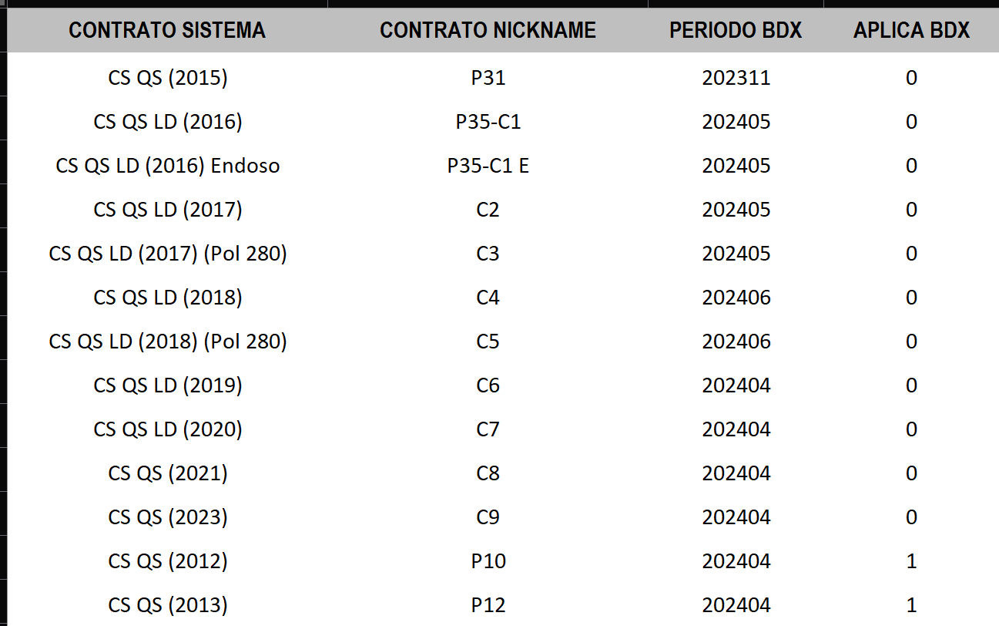 CONTRATO SISTEMA CONTRATO NICKNAME PERIODO BDX APLICA BDX
CS QS (2015) P31 202311 0
CS QS LD (2016) P35-C1 202405 0
CS QS LD (2016) Endoso P35-C1 E 202405 0
CS QS LD (2017) C2 202405 0
CS QS LD (2017) (Pol 280) C3 202405 0
CS QS LD (2018) C4 202406 0
CS QS LD (2018) (Pol 280) C5 202406 0
CS QS LD (2019) C6 202404 0
CS QS LD (2020) C7 202404 0
CS QS (2021) C8 202404 0
CS QS (2023) C9 202404 0
CS QS (2012) P10 202404 1
CS QS (2013) P12 202404 1